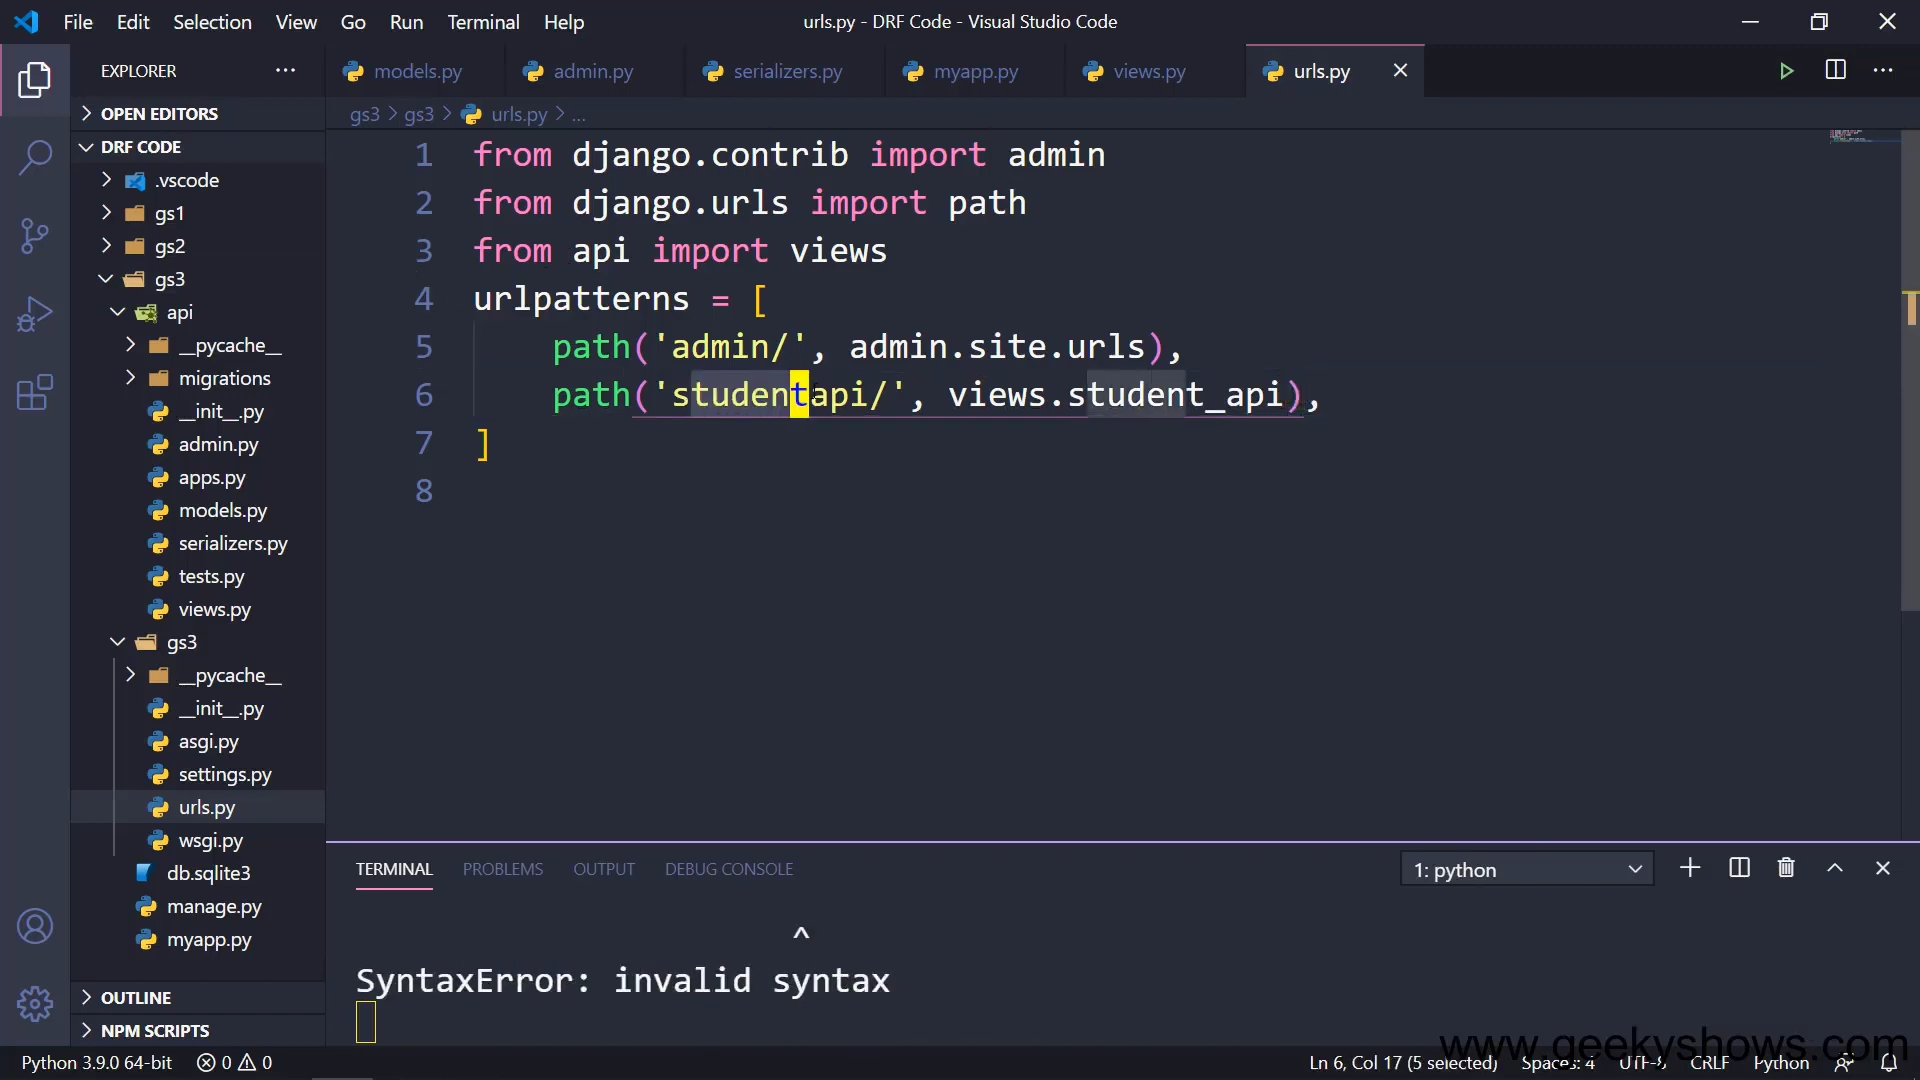 File Edit Selection View Go Run Terminal Help
urls.py - DRF Code - Visual Studio Code
EXPLORER
models.py admin.py serializers.py myapp.py views.py urls.py
OPEN EDITORS
gs3 > gs3 > urls.py > ...
DRF CODE
.vscode
gs1
gs2
gs3
api
__pycache__
migrations
__init__.py
admin.py
apps.py
models.py
serializers.py
tests.py
views.py
gs3
__pycache__
__init__.py
asgi.py
settings.py
urls.py
wsgi.py
db.sqlite3
manage.py
myapp.py
OUTLINE
NPM SCRIPTS
1 from django.contrib import admin
2 from django.urls import path
3 from api import views
4 urlpatterns = [
5 path('admin/', admin.site.urls),
6 path('studentapi/', views.student_api),
7 ]
8
TERMINAL PROBLEMS OUTPUT DEBUG CONSOLE
1: python
^
SyntaxError: invalid syntax
www.geekyshows.com
Python 3.9.0 64-bit 0 0
Ln 6, Col 17 (5 selected) Spaces: 4 UTF-8 CRLF Python